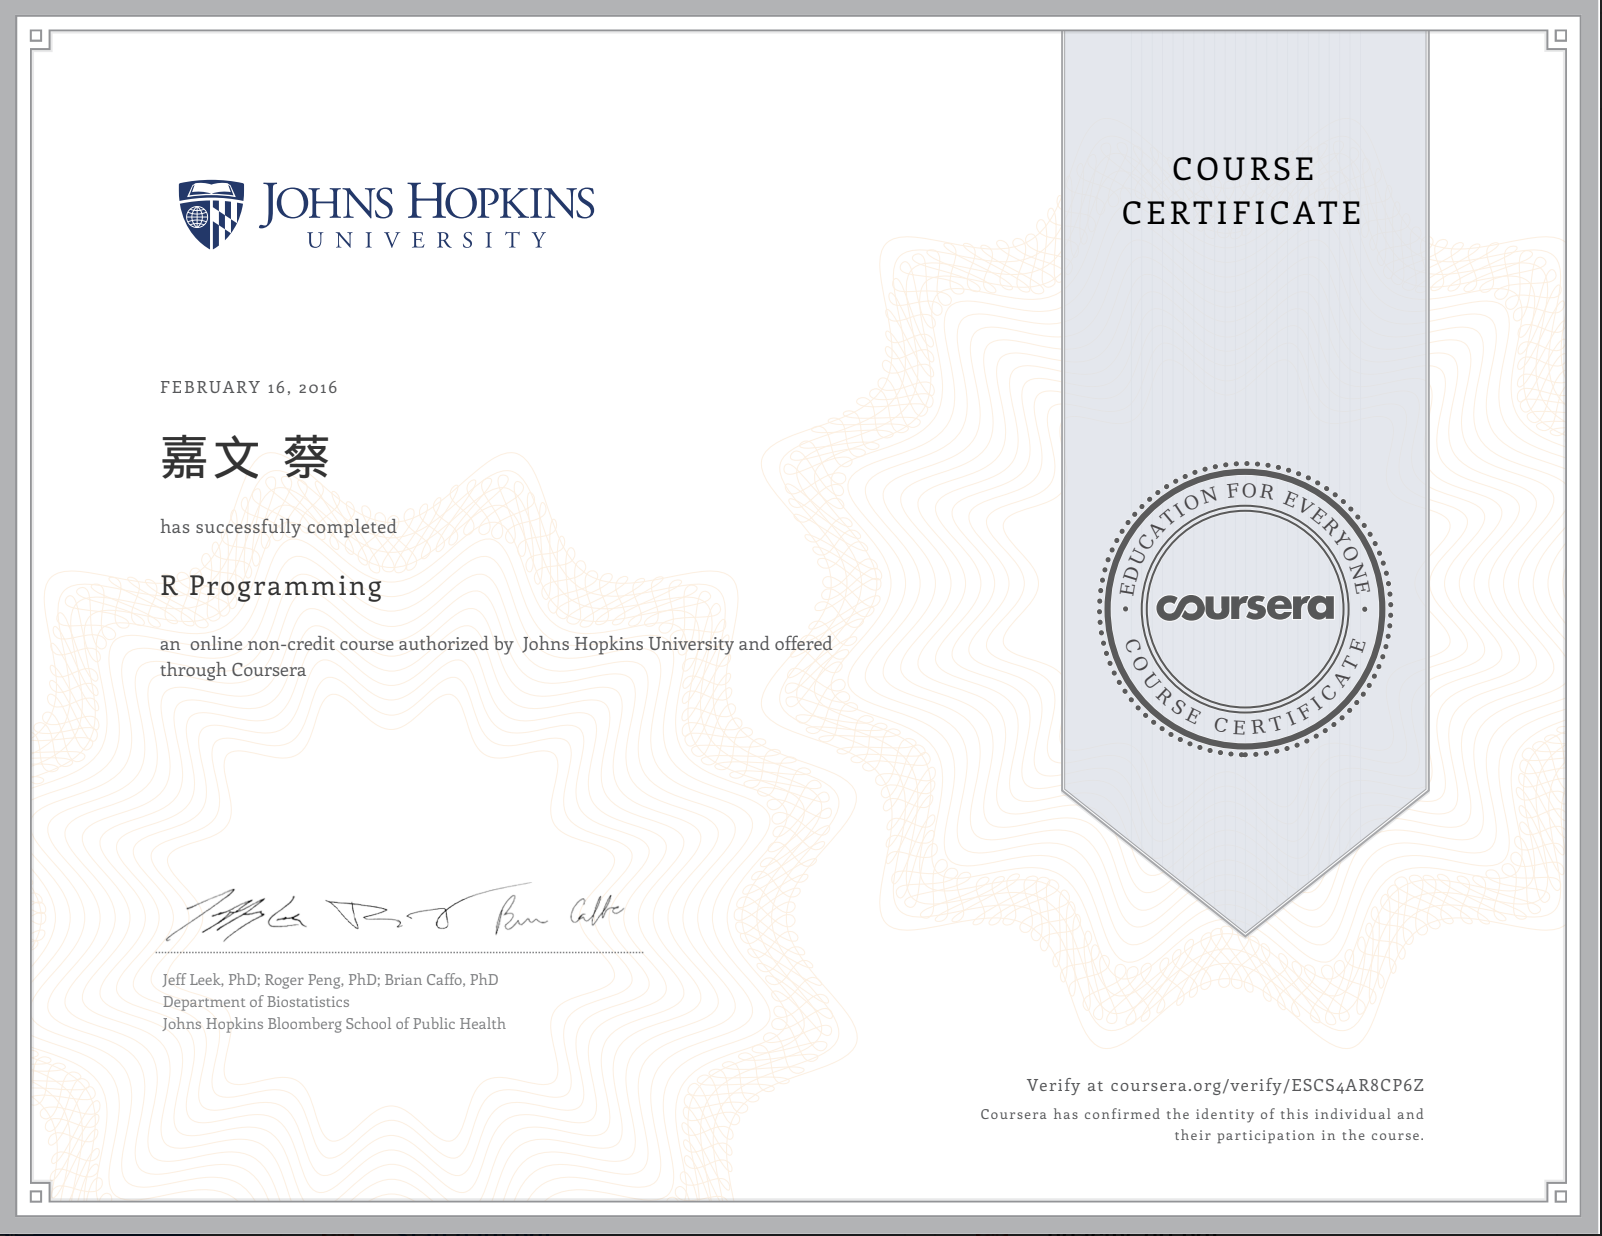 JOHNS HOPKINS
UNIVERSITY
COURSE
CERTIFICATE
FEBRUARY 16, 2016
嘉文 蔡
has successfully completed
R Programming
an online non-credit course authorized by Johns Hopkins University and offered
through Coursera
EDUCATION FOR EVERYONE
coursera
COURSE CERTIFICATE
Jeff Leek, PhD; Roger Peng, PhD; Brian Caffo, PhD
Department of Biostatistics
Johns Hopkins Bloomberg School of Public Health
Verify at coursera.org/verify/ESCS4AR8CP6Z
Coursera has confirmed the identity of this individual and
their participation in the course.